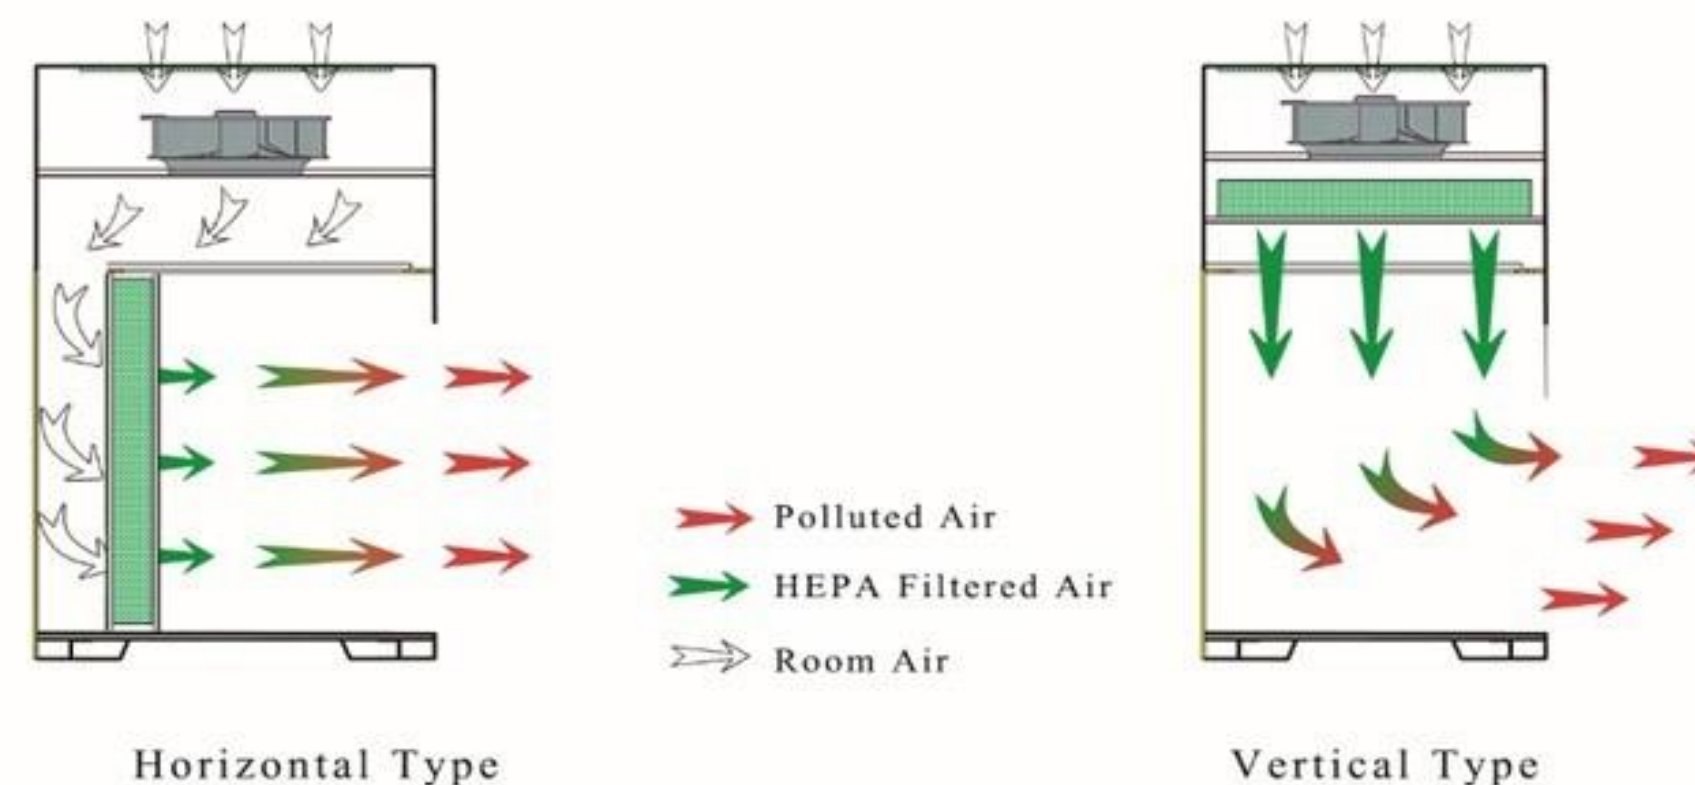 Polluted Air
HEPA Filtered Air
Room Air
Horizontal Type
Vertical Type